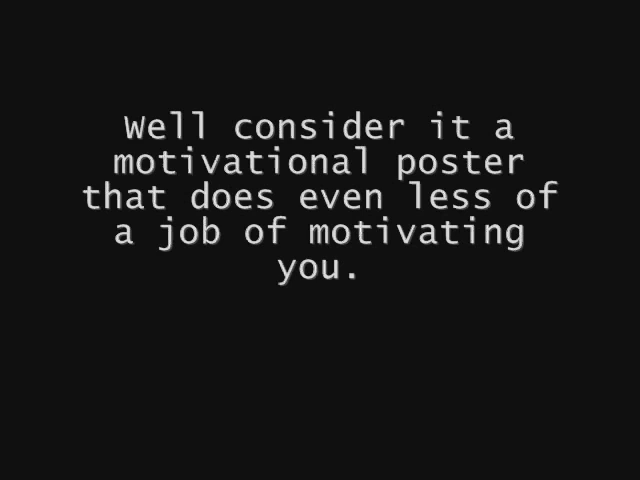 Well consider it a
motivational poster
that does even less of
a job of motivating
you.